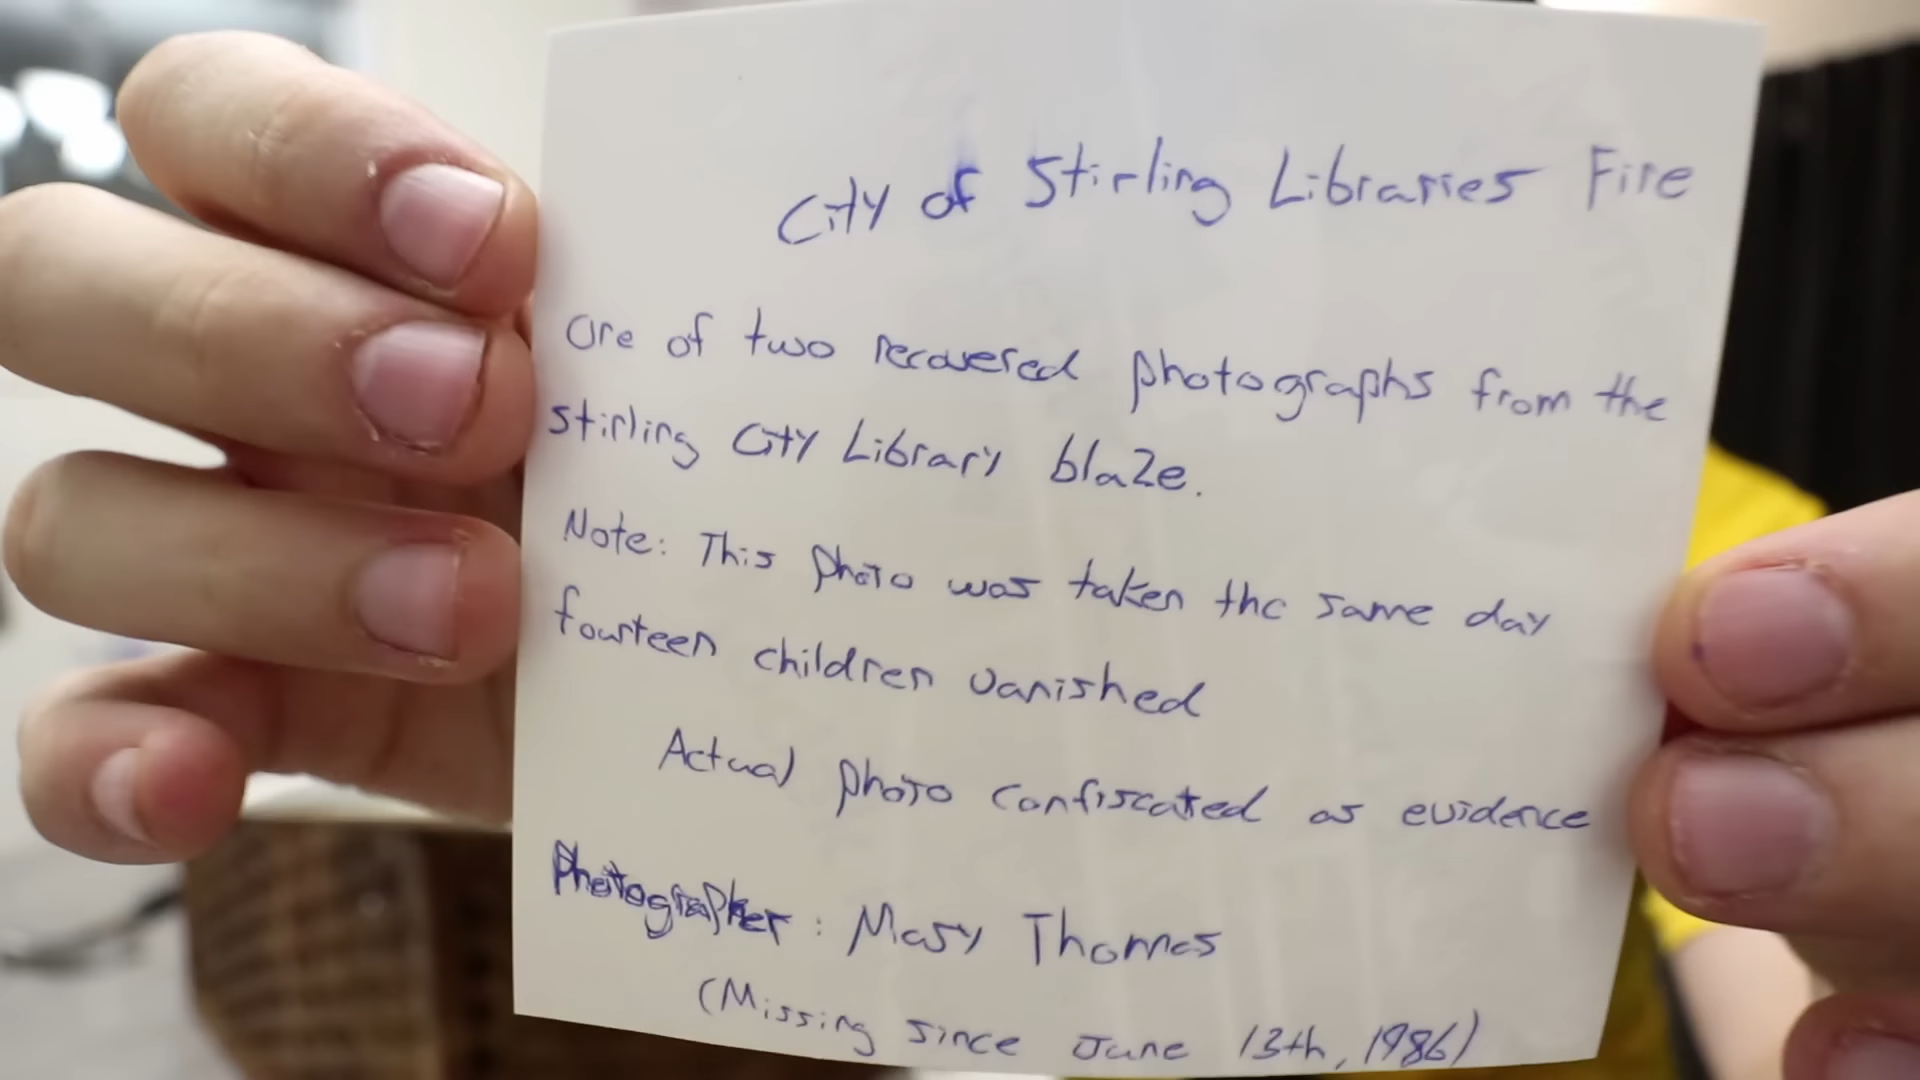 City of Stirling Libraries Fire
One of two recovered photographs from the
stirling City Library blaze.
Note: This photo was taken the same day
fourteen children vanished
Actual photo confiscated as evidence
Photographer: Mary Thomas
(Missing since June 13th, 1986)